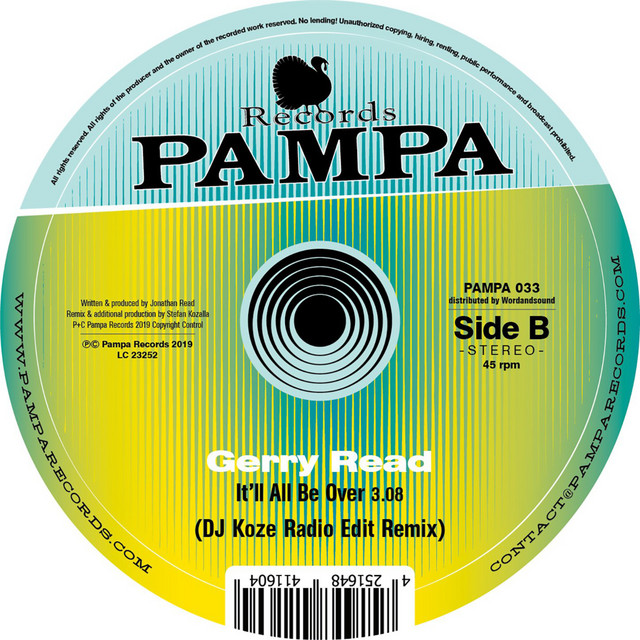 All rights reserved. All rights of the producer and the owner of the recorded work reserved. No lending! Unauthorized copying, hiring, renting, public performance and broadcast prohibited.
Records
PAMPA
Written & produced by Jonathan Read
Remix & additional production by Stefan Kozalla
P+C Pampa Records 2019 Copyright Control
℗© Pampa Records 2019
LC 23252
PAMPA 033
distributed by Wordandsound
Side B
-STEREO-
45 rpm
WWW.PAMPARECORDS.COM
CONTACT@PAMPARECORDS.COM
Gerry Read
It'll All Be Over 3.08
(DJ Koze Radio Edit Remix)
4 251648 411604